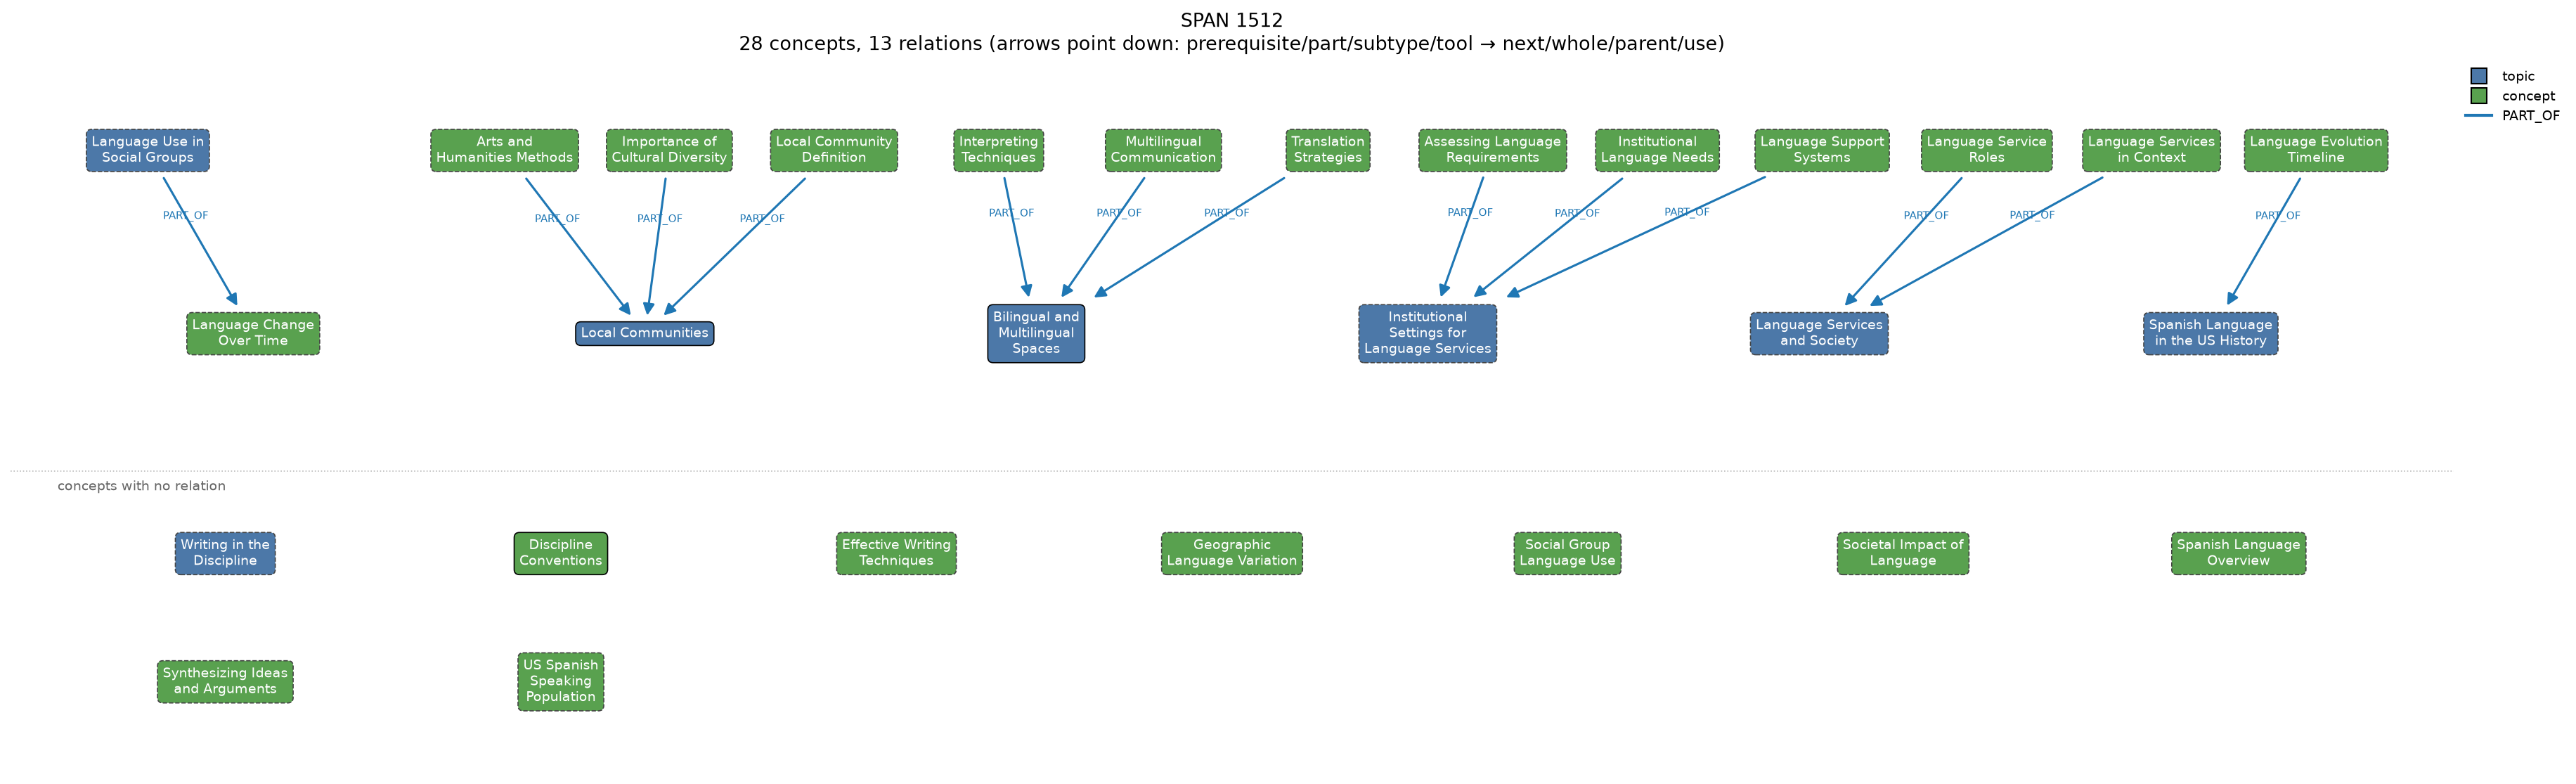 SPAN 1512
28 concepts, 13 relations (arrows point down: prerequisite/part/subtype/tool → next/whole/parent/use)
topic
concept
PART_OF
Language Use in
Social Groups
Arts and
Humanities Methods
Importance of
Cultural Diversity
Local Community
Definition
Interpreting
Techniques
Multilingual
Communication
Translation
Strategies
Assessing Language
Requirements
Institutional
Language Needs
Language Support
Systems
Language Service
Roles
Language Services
in Context
Language Evolution
Timeline
PART_OF
PART_OF
PART_OF
PART_OF
PART_OF
PART_OF
PART_OF
PART_OF
PART_OF
PART_OF
PART_OF
PART_OF
PART_OF
Language Change
Over Time
Local Communities
Bilingual and
Multilingual
Spaces
Institutional
Settings for
Language Services
Language Services
and Society
Spanish Language
in the US History
concepts with no relation
Writing in the
Discipline
Discipline
Conventions
Effective Writing
Techniques
Geographic
Language Variation
Social Group
Language Use
Societal Impact of
Language
Spanish Language
Overview
Synthesizing Ideas
and Arguments
US Spanish
Speaking
Population